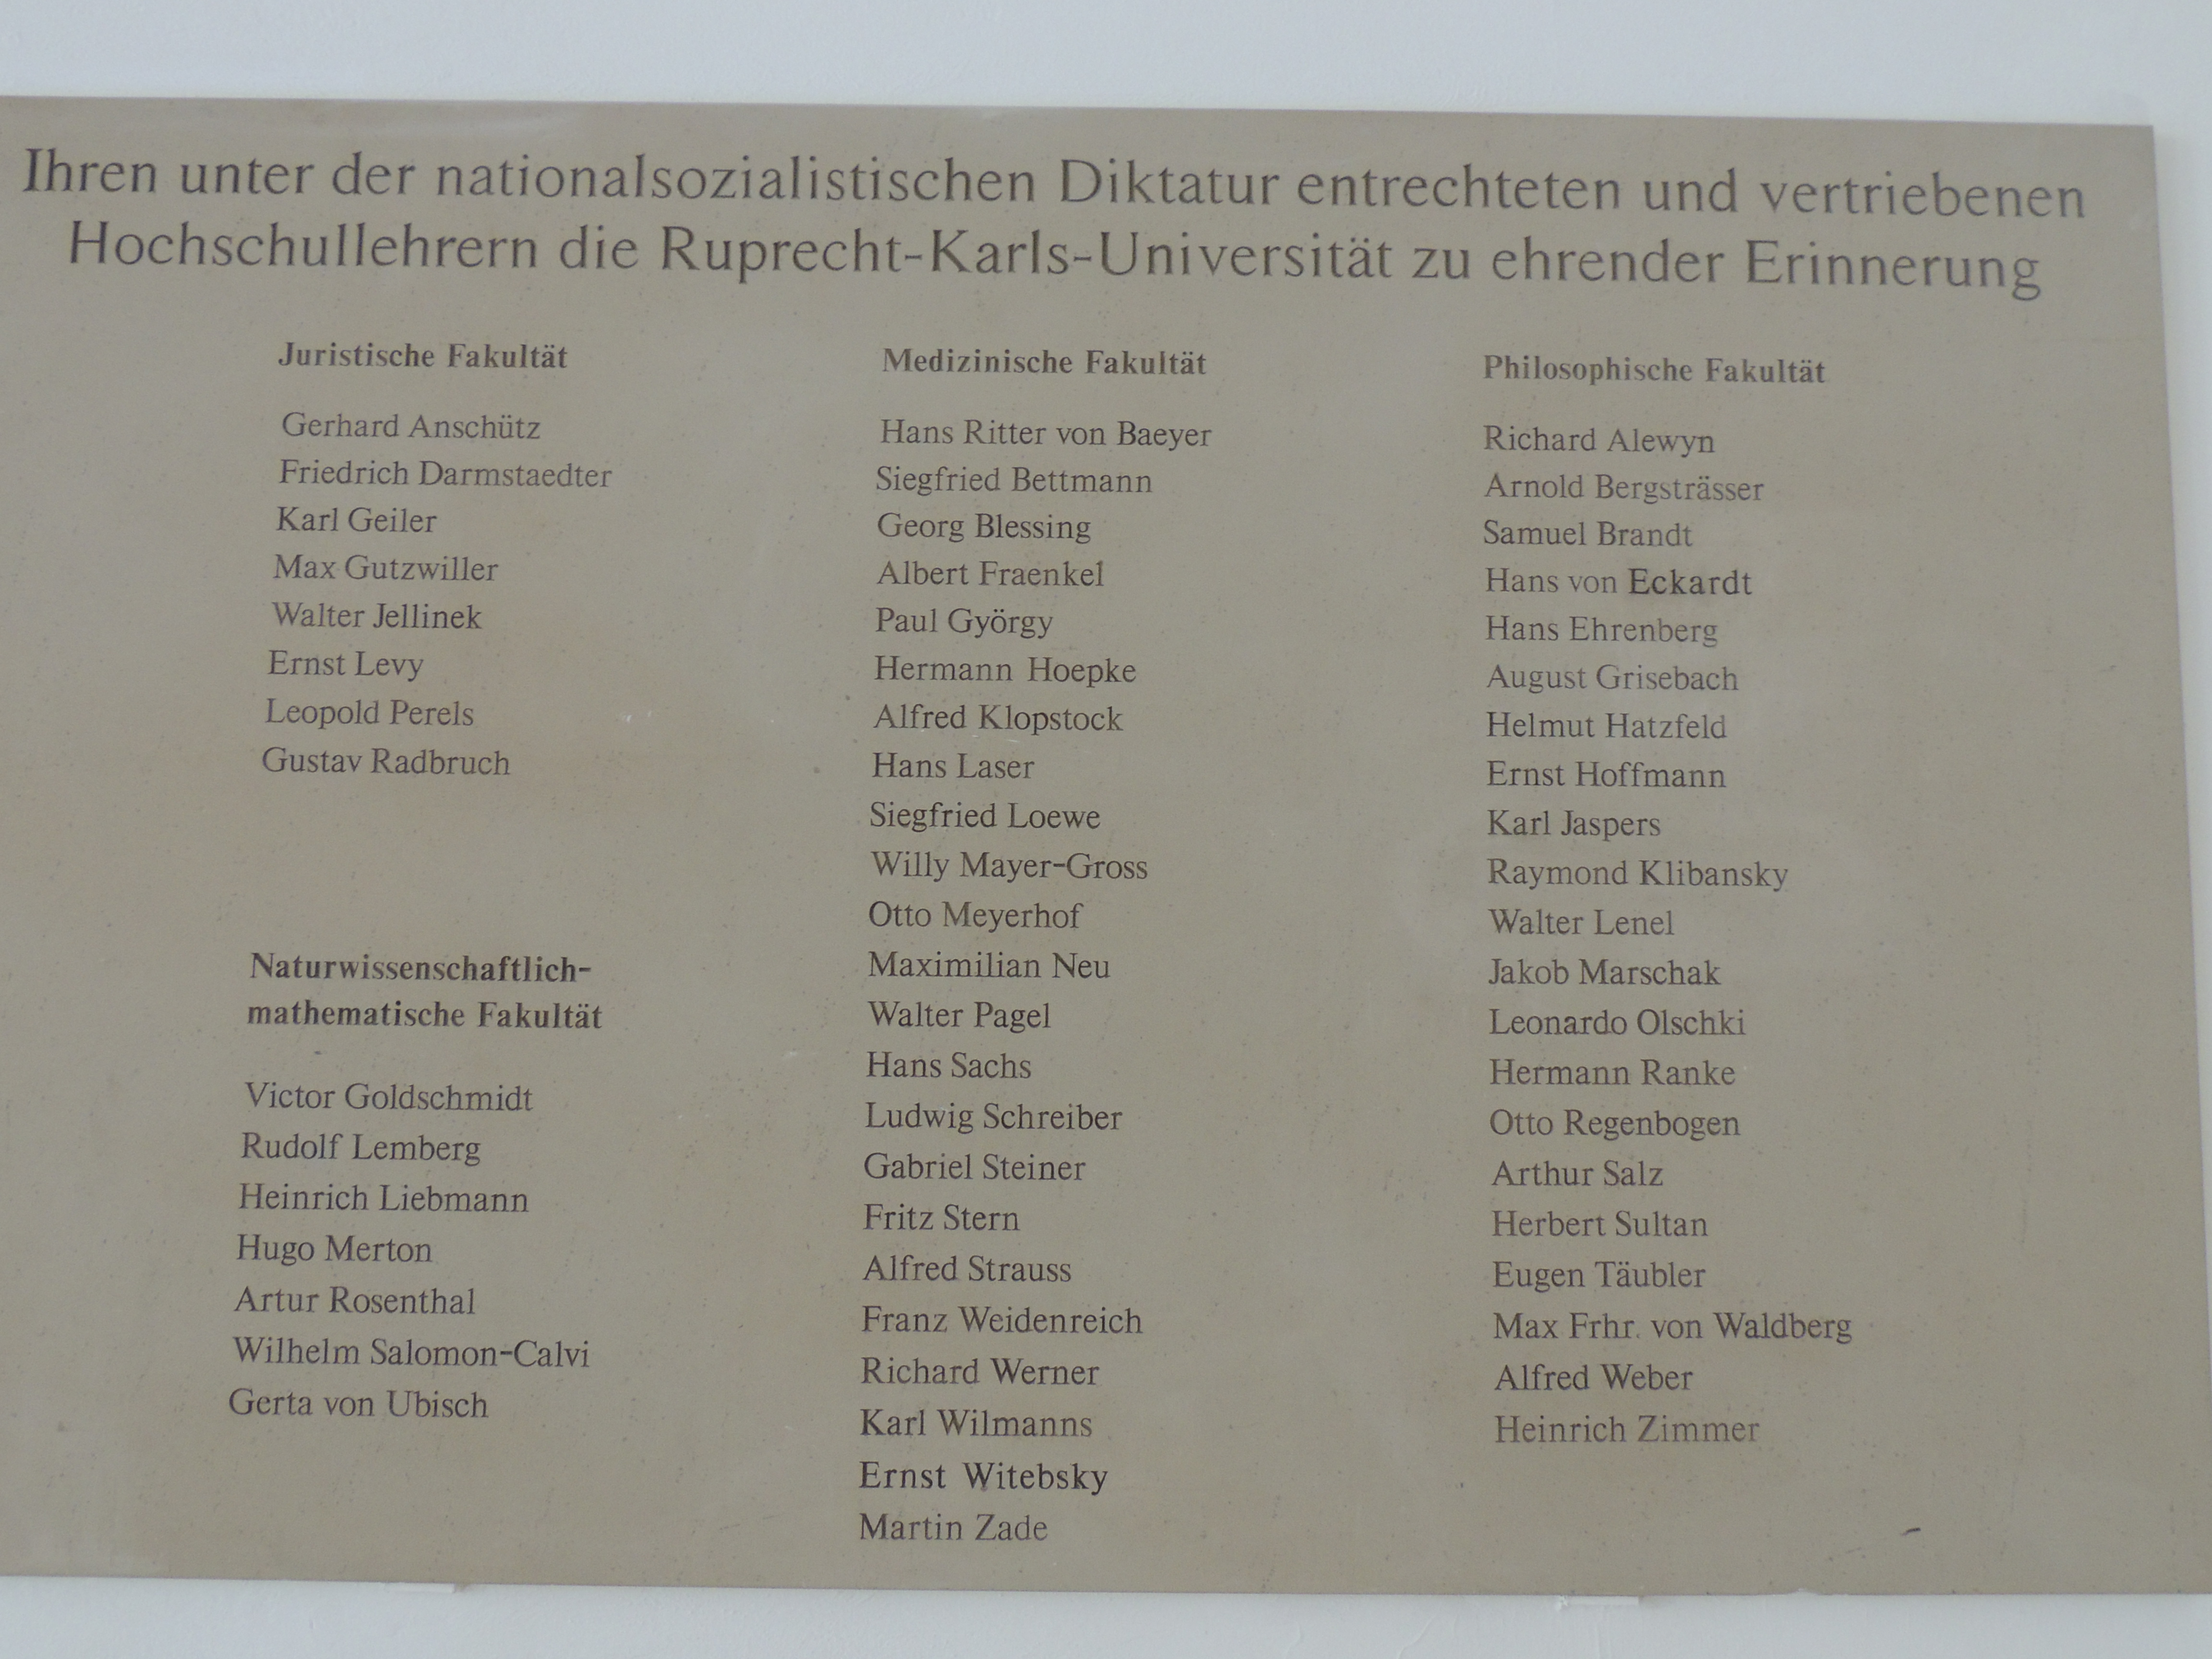 Ihren unter der nationalsozialistischen Diktatur entrechteten und vertriebenen
Hochschullehrern die Ruprecht-Karls-Universität zu ehrender Erinnerung
Juristische Fakultät
Gerhard Anschütz
Friedrich Darmstaedter
Karl Geiler
Max Gutzwiller
Walter Jellinek
Ernst Levy
Leopold Perels
Gustav Radbruch
Naturwissenschaftlich-
mathematische Fakultät
Victor Goldschmidt
Rudolf Lemberg
Heinrich Liebmann
Hugo Merton
Artur Rosenthal
Wilhelm Salomon-Calvi
Gerta von Ubisch
Medizinische Fakultät
Hans Ritter von Baeyer
Siegfried Bettmann
Georg Blessing
Albert Fraenkel
Paul György
Hermann Hoepke
Alfred Klopstock
Hans Laser
Siegfried Loewe
Willy Mayer-Gross
Otto Meyerhof
Maximilian Neu
Walter Pagel
Hans Sachs
Ludwig Schreiber
Gabriel Steiner
Fritz Stern
Alfred Strauss
Franz Weidenreich
Richard Werner
Karl Wilmanns
Ernst Witebsky
Martin Zade
Philosophische Fakultät
Richard Alewyn
Arnold Bergsträsser
Samuel Brandt
Hans von Eckardt
Hans Ehrenberg
August Grisebach
Helmut Hatzfeld
Ernst Hoffmann
Karl Jaspers
Raymond Klibansky
Walter Lenel
Jakob Marschak
Leonardo Olschki
Hermann Ranke
Otto Regenbogen
Arthur Salz
Herbert Sultan
Eugen Täubler
Max Frhr. von Waldberg
Alfred Weber
Heinrich Zimmer